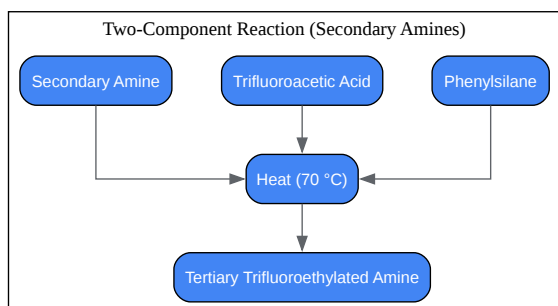 Two-Component Reaction (Secondary Amines)
Secondary Amine
Trifluoroacetic Acid
Phenylsilane
Heat (70 °C)
Tertiary Trifluoroethylated Amine